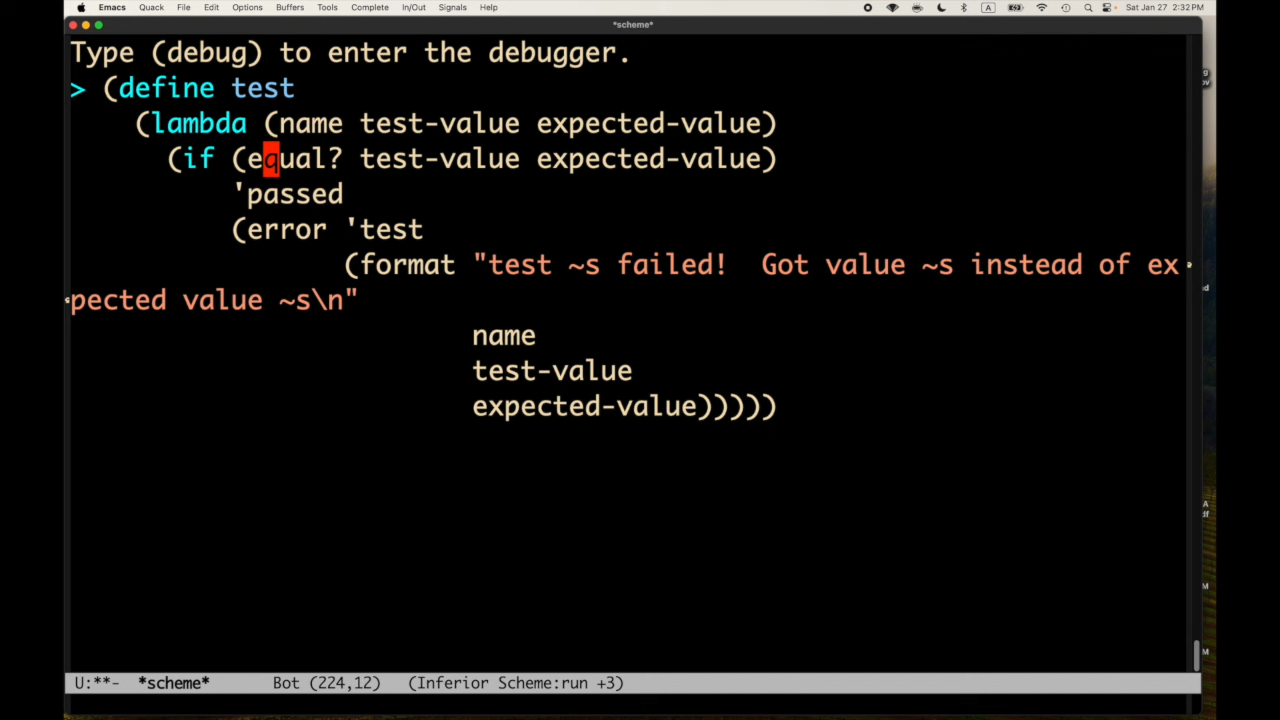 Emacs Quack File Edit Options Buffers Tools Complete In/Out Signals Help A Sat Jan 27 2:32 PM
*scheme*
Type (debug) to enter the debugger.
> (define test
(lambda (name test-value expected-value)
(if (equal? test-value expected-value)
'passed
(error 'test
(format "test ~s failed!  Got value ~s instead of ex
pected value ~s\n"
name
test-value
expected-value)))))
U:**- *scheme* Bot (224,12) (Inferior Scheme:run +3)